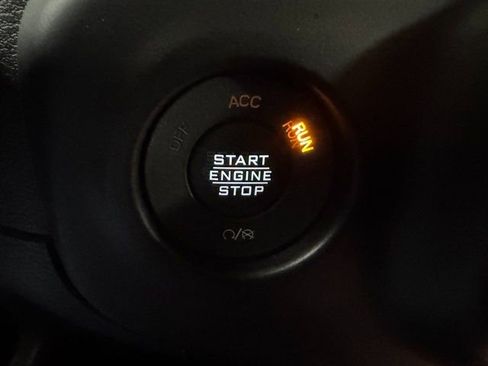 ACC
OFF
RUN
START
ENGINE
STOP